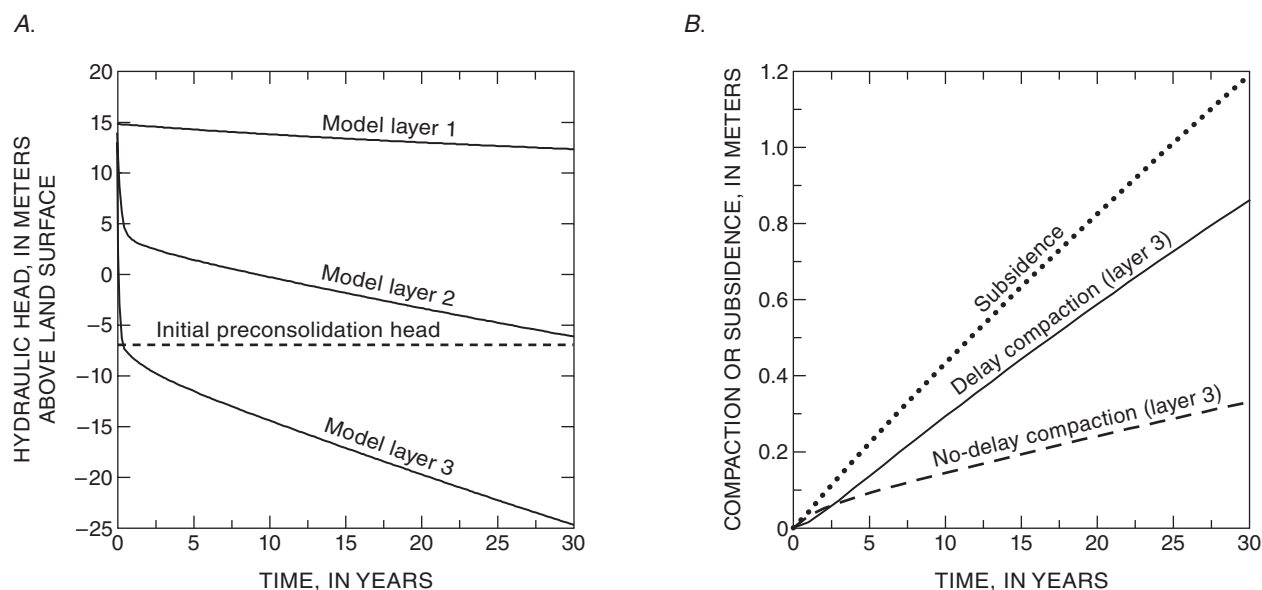 A.
HYDRAULIC HEAD, IN METERS
ABOVE LAND SURFACE
20
15
10
5
0
−5
−10
−15
−20
−25
Model layer 1
Model layer 2
Initial preconsolidation head
Model layer 3
0 5 10 15 20 25 30
TIME, IN YEARS
B.
COMPACTION OR SUBSIDENCE, IN METERS
1.2
1.0
0.8
0.6
0.4
0.2
0
Subsidence
Delay compaction (layer 3)
No-delay compaction (layer 3)
0 5 10 15 20 25 30
TIME, IN YEARS